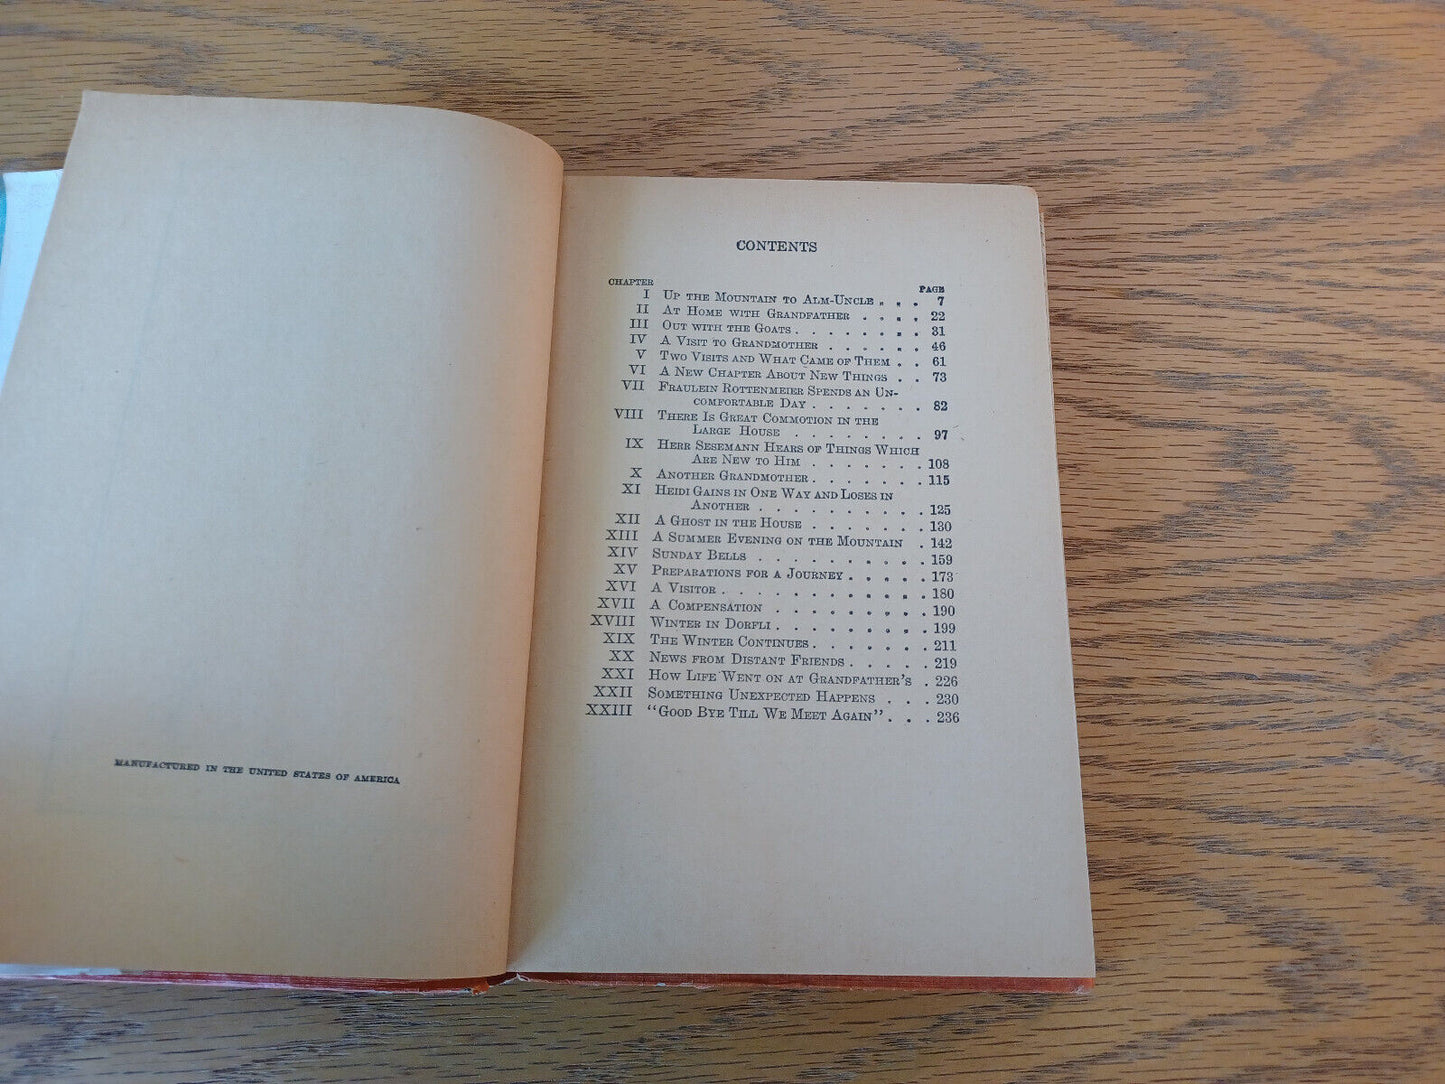 MANUFACTURED IN THE UNITED STATES OF AMERICA
CONTENTS
CHAPTER PAGE
I Up the Mountain to Alm-Uncle . . . 7
II At Home with Grandfather . . . . 22
III Out with the Goats . . . . . . . 31
IV A Visit to Grandmother . . . . . . 46
V Two Visits and What Came of Them . . 61
VI A New Chapter About New Things . . 73
VII Fraulein Rottenmeier Spends an Un-
comfortable Day . . . . . . . 82
VIII There Is Great Commotion in the
Large House . . . . . . . . 97
IX Herr Sesemann Hears of Things Which
Are New to Him . . . . . . . 108
X Another Grandmother . . . . . . . 115
XI Heidi Gains in One Way and Loses in
Another . . . . . . . . . . 125
XII A Ghost in the House . . . . . . . 130
XIII A Summer Evening on the Mountain . 142
XIV Sunday Bells . . . . . . . . . . 159
XV Preparations for a Journey . . . . . 173
XVI A Visitor . . . . . . . . . . . . 180
XVII A Compensation . . . . . . . . . 190
XVIII Winter in Dorfli . . . . . . . . . 199
XIX The Winter Continues . . . . . . . 211
XX News from Distant Friends . . . . . 219
XXI How Life Went on at Grandfather's . 226
XXII Something Unexpected Happens . . . 230
XXIII "Good Bye Till We Meet Again" . . . 236